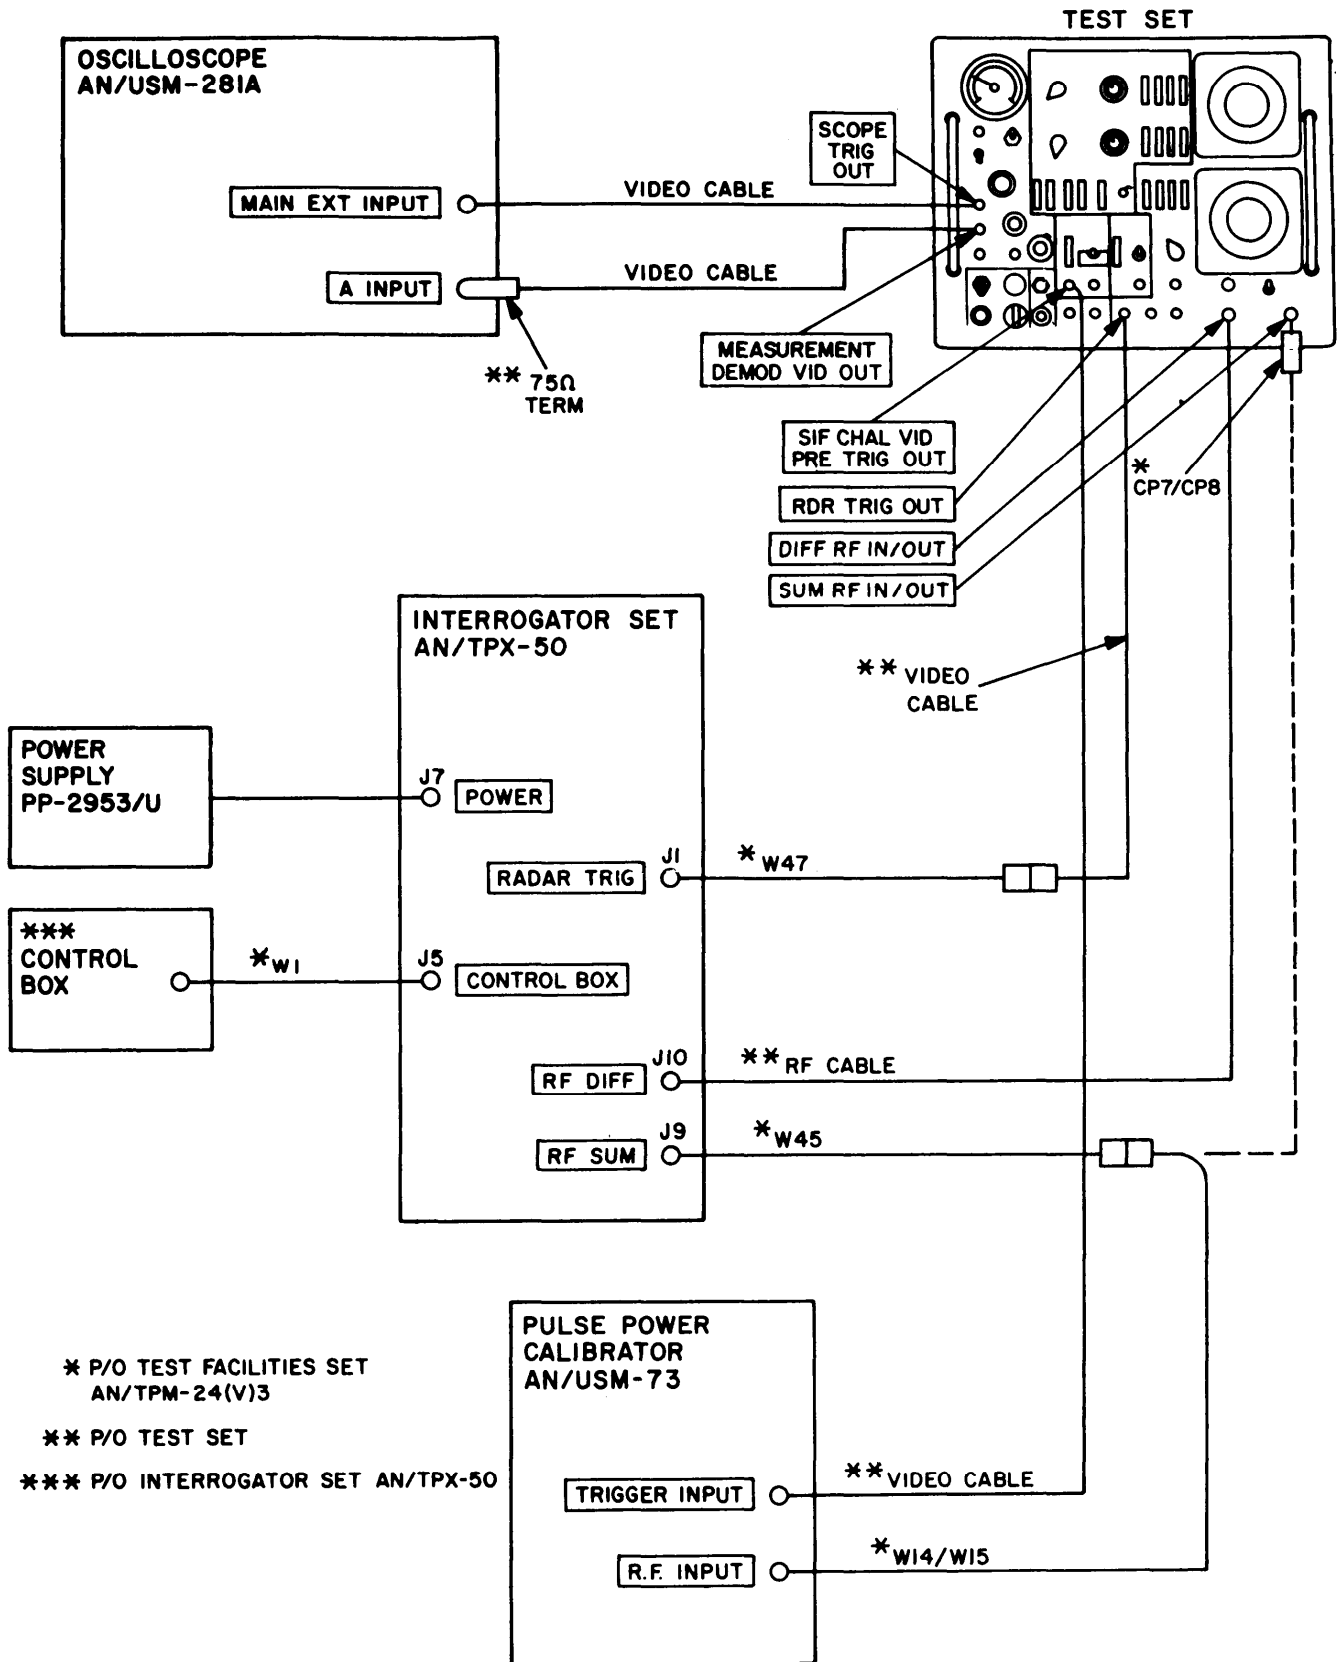 TEST SET
OSCILLOSCOPE
AN/USM-281A
SCOPE
TRIG
OUT
MAIN EXT INPUT
VIDEO CABLE
A INPUT
VIDEO CABLE
** 75Ω
TERM
MEASUREMENT
DEMOD VID OUT
SIF CHAL VID
PRE TRIG OUT
*
CP7/CP8
RDR TRIG OUT
DIFF RF IN/OUT
SUM RF IN/OUT
INTERROGATOR SET
AN/TPX-50
** VIDEO
CABLE
POWER
SUPPLY
PP-2953/U
J7
POWER
J1
RADAR TRIG
* W47
***
CONTROL
BOX
* W1
J5
CONTROL BOX
J10
RF DIFF
** RF CABLE
J9
RF SUM
* W45
PULSE POWER
CALIBRATOR
AN/USM-73
* P/O TEST FACILITIES SET
AN/TPM-24(V)3
** P/O TEST SET
*** P/O INTERROGATOR SET AN/TPX-50
TRIGGER INPUT
** VIDEO CABLE
R.F. INPUT
* W14/W15